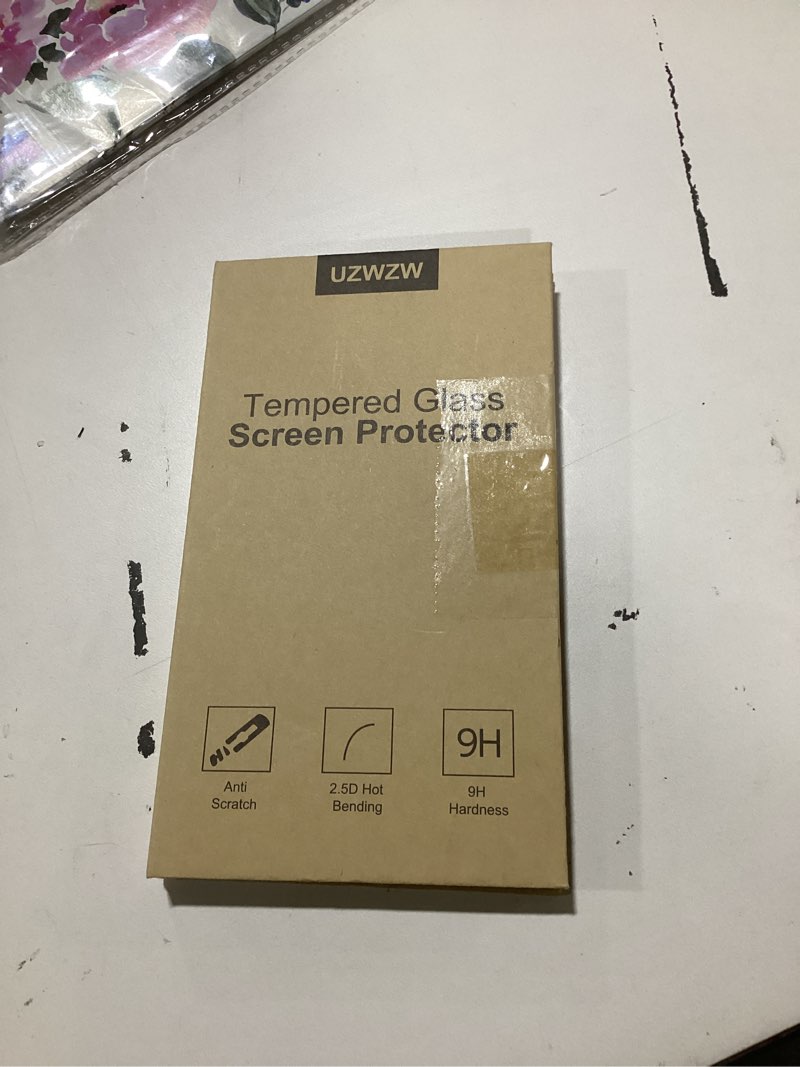 UZWZW
Tempered Glass
Screen Protector
9H
Anti
Scratch
2.5D Hot
Bending
9H
Hardness